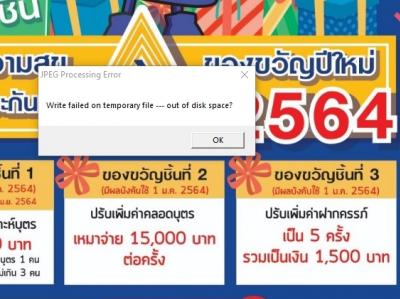 ชิ้น
ามสุข
ของขวัญปีใหม่
ะกัน
2564
JPEG Processing Error
Write failed on temporary file --- out of disk space?
OK
ชิ้นที่ 1
ค. 2564)
2564)
าะห์บุตร
บาท
บุตร 1 คน
ม่เกิน 3 คน
ของขวัญชิ้นที่ 2
(มีผลบังคับใช้ 1 ม.ค. 2564)
ปรับเพิ่มค่าคลอดบุตร
เหมาจ่าย 15,000 บาท
ต่อครั้ง
ของขวัญชิ้นที่ 3
(มีผลบังคับใช้ 1 ม.ค. 2564)
ปรับเพิ่มค่าฝากครรภ์
เป็น 5 ครั้ง
รวมเป็นเงิน 1,500 บาท